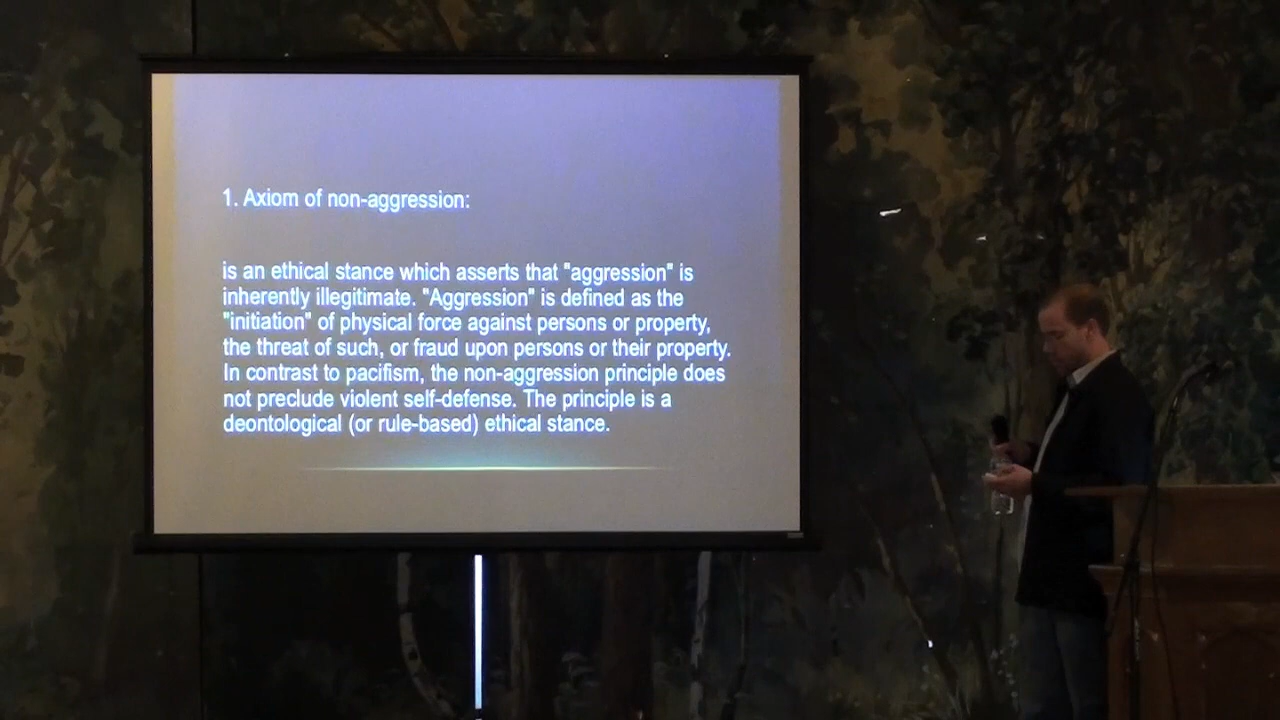 1. Axiom of non-aggression:
is an ethical stance which asserts that "aggression" is
inherently illegitimate. "Aggression" is defined as the
"initiation" of physical force against persons or property,
the threat of such, or fraud upon persons or their property.
In contrast to pacifism, the non-aggression principle does
not preclude violent self-defense. The principle is a
deontological (or rule-based) ethical stance.